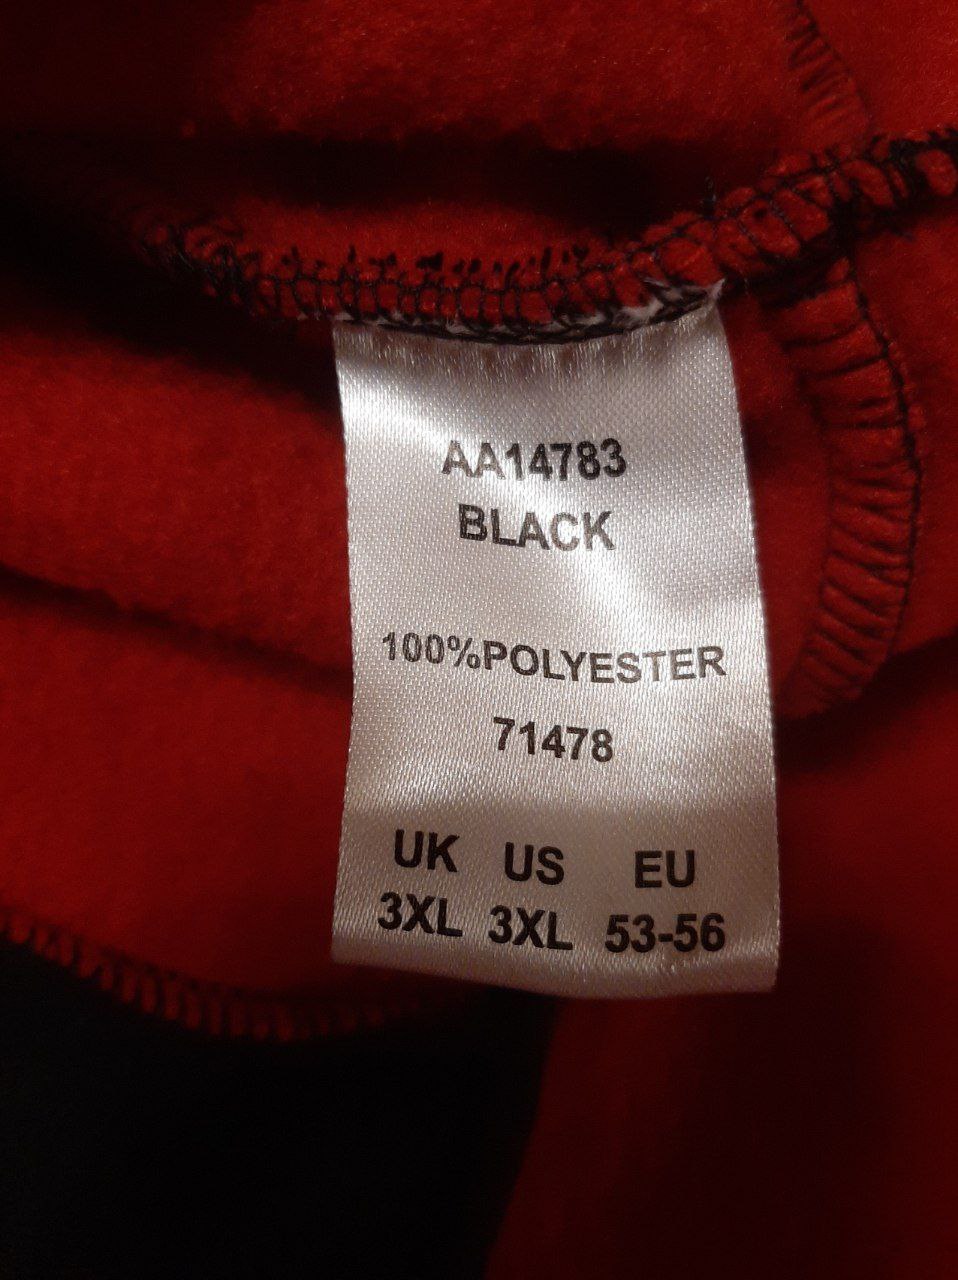 AA14783
BLACK
100%POLYESTER
71478
UK US EU
3XL 3XL 53-56